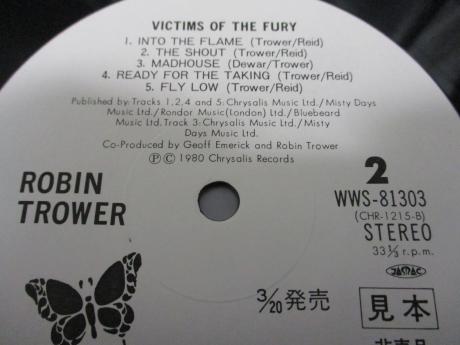 VICTIMS OF THE FURY
1. INTO THE FLAME (Trower/Reid)
2. THE SHOUT (Trower/Reid)
3. MADHOUSE (Dewar/Trower)
4. READY FOR THE TAKING (Trower/Reid)
5. FLY LOW (Trower/Reid)
Published by: Tracks 1,2,4 and 5: Chrysalis Music Ltd./Misty Days
Music Ltd./Rondor Music(London) Ltd./Bluebeard
Music Ltd. Track 3: Chrysalis Music Ltd./Misty
Days Music Ltd.
Co-Produced by Geoff Emerick and Robin Trower
Ⓟ Ⓒ 1980 Chrysalis Records
ROBIN
TROWER
2
WWS-81303
(CHR-1215-B)
STEREO
33⅓ r.p.m.
JASRAC
3/20発売
見本
非売品